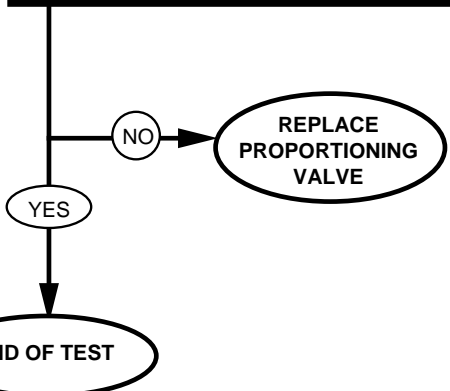 NO
REPLACE
PROPORTIONING
VALVE
YES
OF TEST